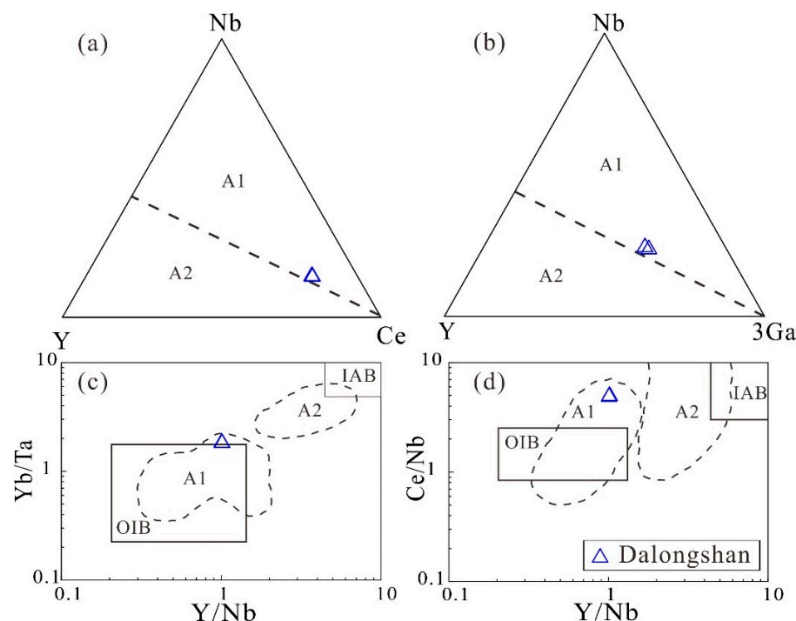 (a)
Nb
A1
A2
Y
Ce
(b)
Nb
A1
A2
Y
3Ga
(c)
10
1
0.1
Yb/Ta
IAB
A2
A1
OIB
0.1
1
10
Y/Nb
(d)
10
1
0.1
Ce/Nb
A1
A2
IAB
OIB
Dalongshan
0.1
1
10
Y/Nb